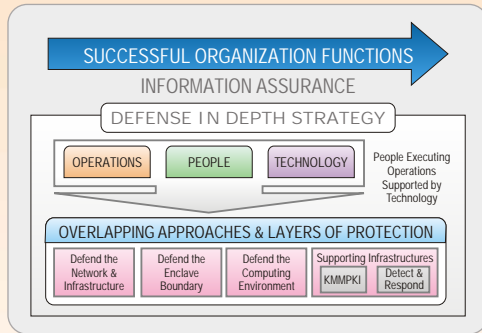 SUCCESSFUL ORGANIZATION FUNCTIONS
INFORMATION ASSURANCE
DEFENSE IN DEPTH STRATEGY
OPERATIONS
PEOPLE
TECHNOLOGY
People Executing
Operations
Supported by
Technology
OVERLAPPING APPROACHES & LAYERS OF PROTECTION
Defend the
Network &
Infrastructure
Defend the
Enclave
Boundary
Defend the
Computing
Environment
Supporting Infrastructures
KMMPKI
Detect &
Respond